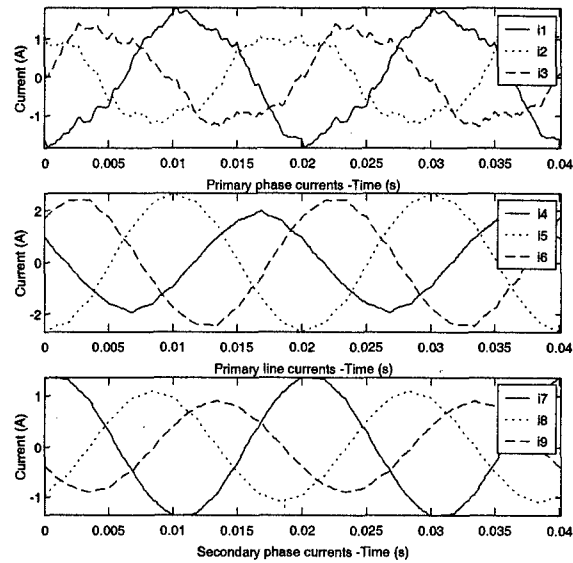 Current (A)
1
0
-1
i1
i2
i3
0 0.005 0.01 0.015 0.02 0.025 0.03 0.035 0.04
Primary phase currents -Time (s)
Current (A)
2
0
-2
i4
i5
i6
0 0.005 0.01 0.015 0.02 0.025 0.03 0.035 0.04
Primary line currents -Time (s)
Current (A)
1
0
-1
i7
i8
i9
0 0.005 0.01 0.015 0.02 0.025 0.03 0.035 0.04
Secondary phase currents -Time (s)